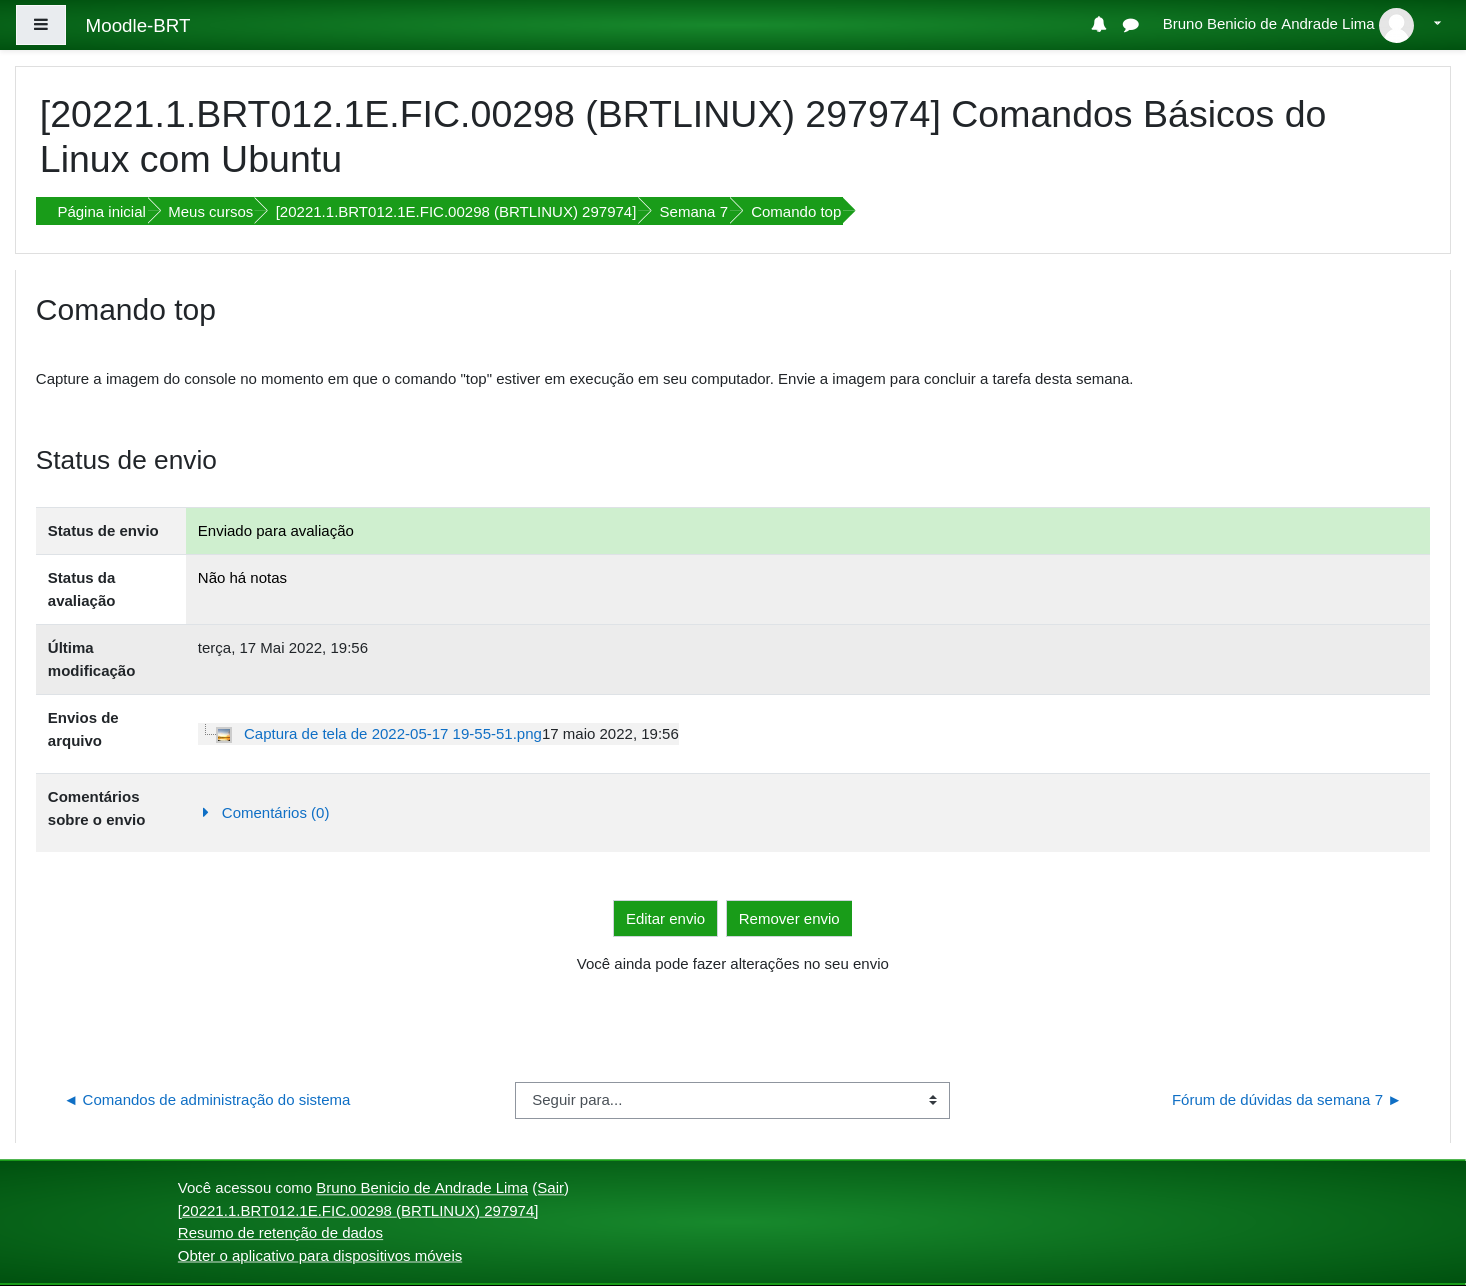 Moodle-BRT
Bruno Benicio de Andrade Lima
[20221.1.BRT012.1E.FIC.00298 (BRTLINUX) 297974] Comandos Básicos do
Linux com Ubuntu
Página inicial
Meus cursos
[20221.1.BRT012.1E.FIC.00298 (BRTLINUX) 297974]
Semana 7
Comando top
Comando top
Capture a imagem do console no momento em que o comando "top" estiver em execução em seu computador. Envie a imagem para concluir a tarefa desta semana.
Status de envio
Status de envio
Enviado para avaliação
Status da
avaliação
Não há notas
Última
modificação
terça, 17 Mai 2022, 19:56
Envios de
arquivo
Captura de tela de 2022-05-17 19-55-51.png17 maio 2022, 19:56
Comentários
sobre o envio
Comentários (0)
Editar envio
Remover envio
Você ainda pode fazer alterações no seu envio
◄ Comandos de administração do sistema
Seguir para...
Fórum de dúvidas da semana 7 ►
Você acessou como Bruno Benicio de Andrade Lima (Sair)
[20221.1.BRT012.1E.FIC.00298 (BRTLINUX) 297974]
Resumo de retenção de dados
Obter o aplicativo para dispositivos móveis